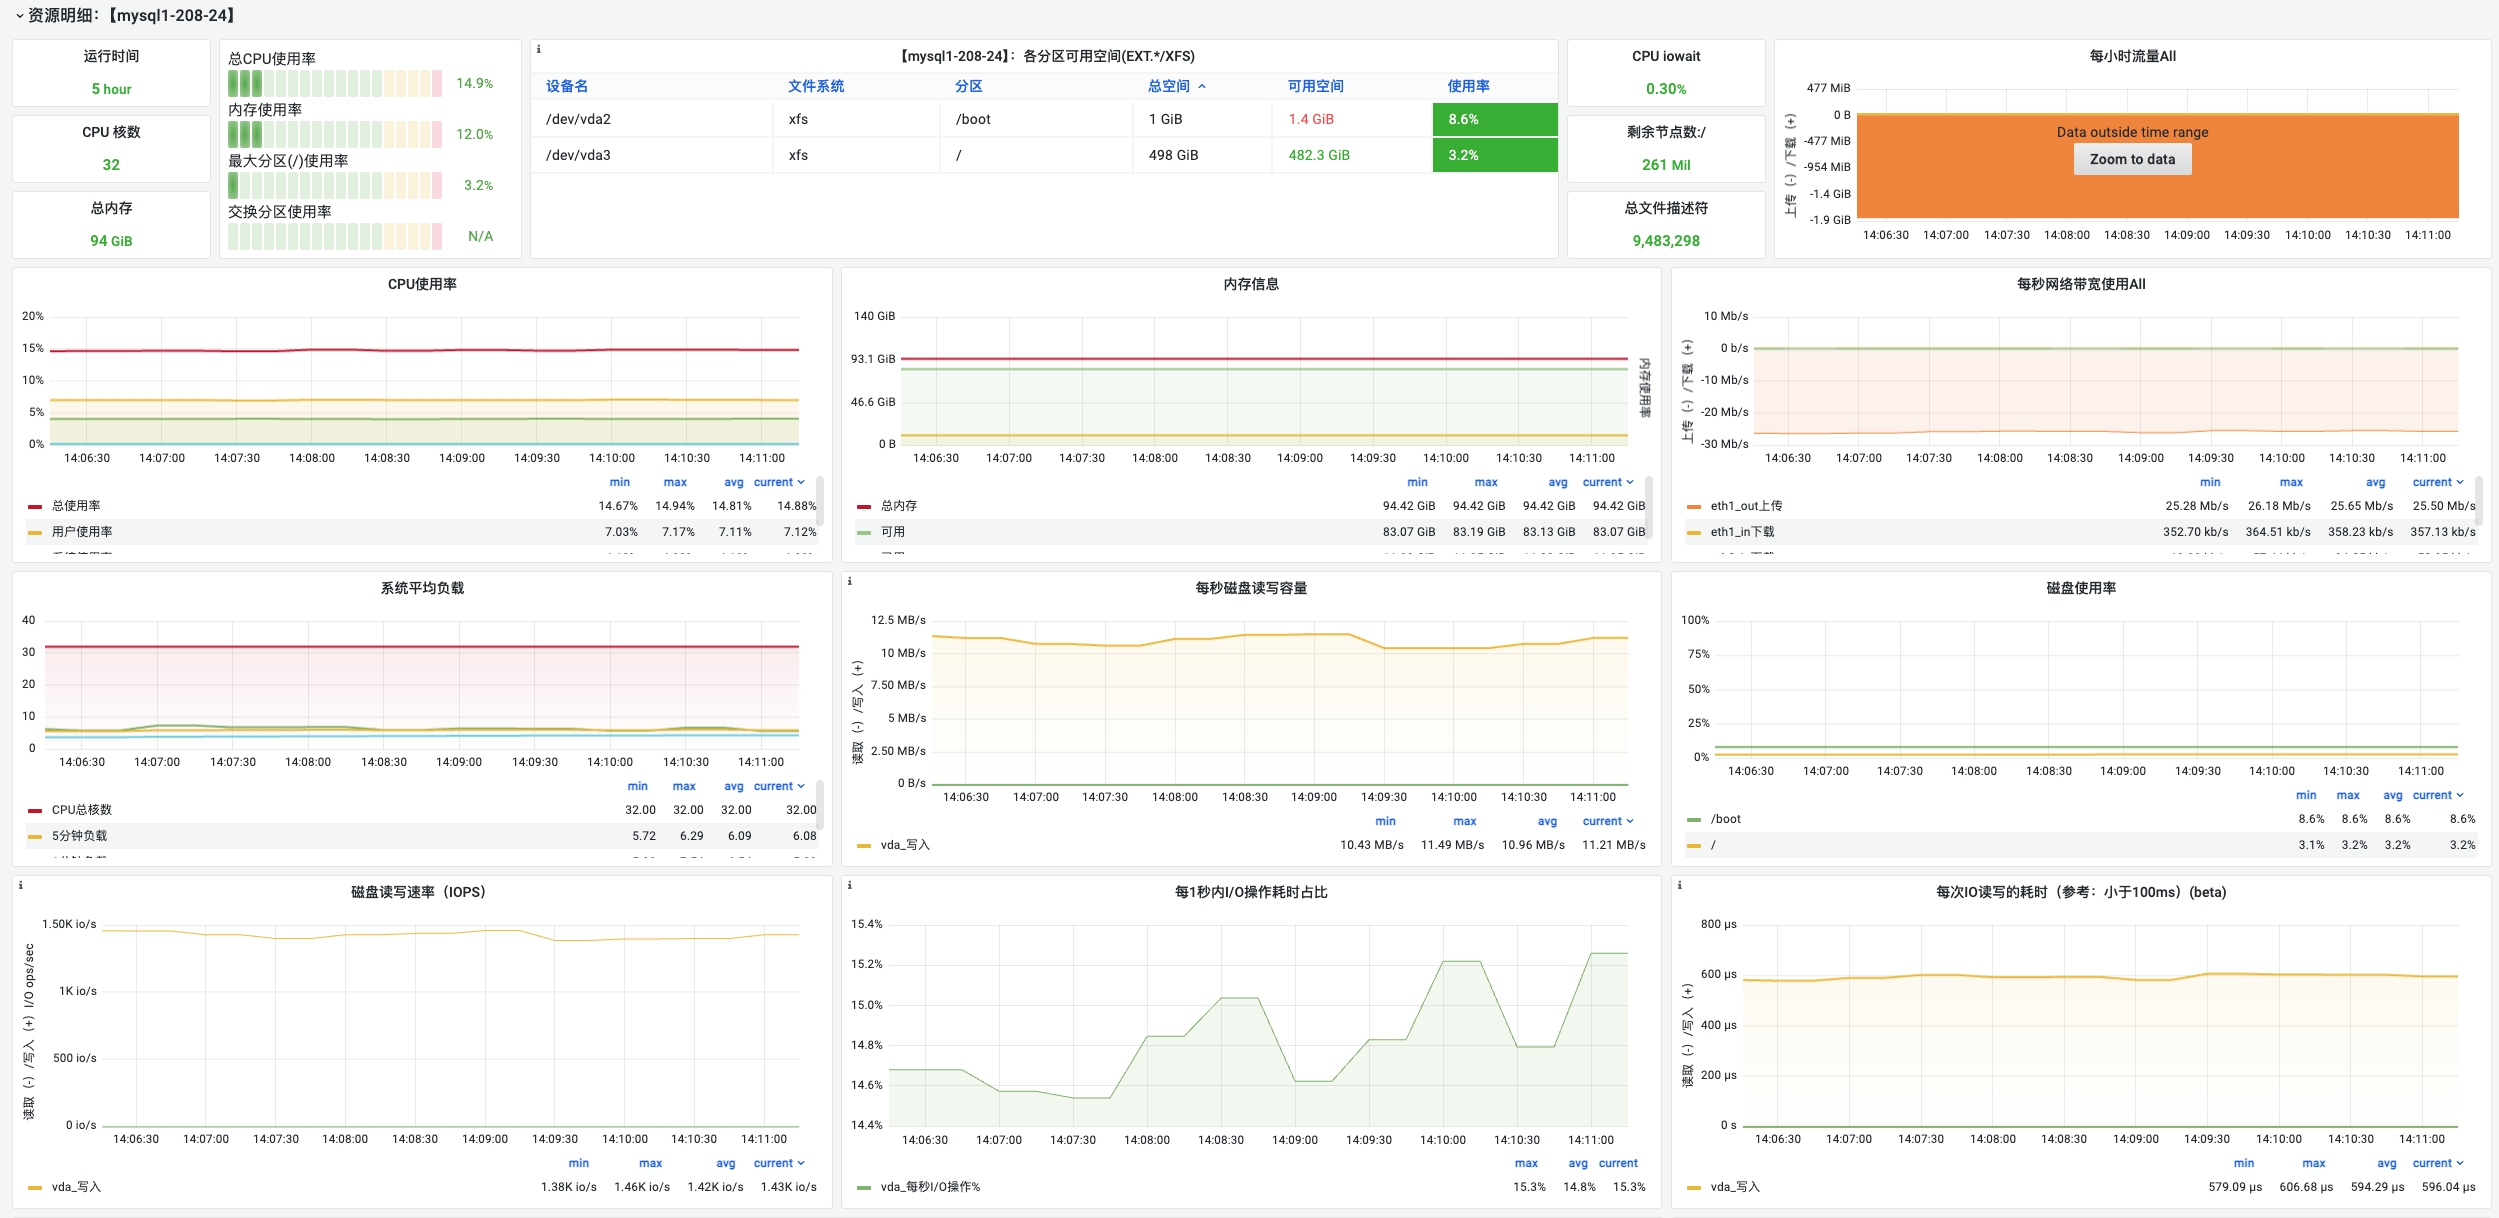 资源明细：【mysql1-208-24】
运行时间
5 hour
CPU 核数
32
总内存
94 GiB
总CPU使用率
14.9%
内存使用率
12.0%
最大分区(/)使用率
3.2%
交换分区使用率
N/A
【mysql1-208-24】：各分区可用空间(EXT.*/XFS)
设备名 文件系统 分区 总空间 可用空间 使用率
/dev/vda2 xfs /boot 1 GiB 1.4 GiB 8.6%
/dev/vda3 xfs / 498 GiB 482.3 GiB 3.2%
CPU iowait
0.30%
剩余节点数:/
261 Mil
总文件描述符
9,483,298
每小时流量All
上传（-）/下载（+）
477 MiB
0 B
-477 MiB
-954 MiB
-1.4 GiB
-1.9 GiB
Data outside time range
Zoom to data
14:06:30 14:07:00 14:07:30 14:08:00 14:08:30 14:09:00 14:09:30 14:10:00 14:10:30 14:11:00
CPU使用率
20%
15%
10%
5%
0%
14:06:30 14:07:00 14:07:30 14:08:00 14:08:30 14:09:00 14:09:30 14:10:00 14:10:30 14:11:00
min max avg current
总使用率 14.67% 14.94% 14.81% 14.88%
用户使用率 7.03% 7.17% 7.11% 7.12%
内存信息
140 GiB
93.1 GiB
46.6 GiB
0 B
内存使用率
14:06:30 14:07:00 14:07:30 14:08:00 14:08:30 14:09:00 14:09:30 14:10:00 14:10:30 14:11:00
min max avg current
总内存 94.42 GiB 94.42 GiB 94.42 GiB 94.42 GiB
可用 83.07 GiB 83.19 GiB 83.13 GiB 83.07 GiB
每秒网络带宽使用All
上传（-）/下载（+）
10 Mb/s
0 b/s
-10 Mb/s
-20 Mb/s
-30 Mb/s
14:06:30 14:07:00 14:07:30 14:08:00 14:08:30 14:09:00 14:09:30 14:10:00 14:10:30 14:11:00
min max avg current
eth1_out上传 25.28 Mb/s 26.18 Mb/s 25.65 Mb/s 25.50 Mb/s
eth1_in下载 352.70 kb/s 364.51 kb/s 358.23 kb/s 357.13 kb/s
系统平均负载
40
30
20
10
0
14:06:30 14:07:00 14:07:30 14:08:00 14:08:30 14:09:00 14:09:30 14:10:00 14:10:30 14:11:00
min max avg current
CPU总核数 32.00 32.00 32.00 32.00
5分钟负载 5.72 6.29 6.09 6.08
每秒磁盘读写容量
读取（-）/写入（+）
12.5 MB/s
10 MB/s
7.50 MB/s
5 MB/s
2.50 MB/s
0 B/s
14:06:30 14:07:00 14:07:30 14:08:00 14:08:30 14:09:00 14:09:30 14:10:00 14:10:30 14:11:00
min max avg current
vda_写入 10.43 MB/s 11.49 MB/s 10.96 MB/s 11.21 MB/s
磁盘使用率
100%
75%
50%
25%
0%
14:06:30 14:07:00 14:07:30 14:08:00 14:08:30 14:09:00 14:09:30 14:10:00 14:10:30 14:11:00
min max avg current
/boot 8.6% 8.6% 8.6% 8.6%
/ 3.1% 3.2% 3.2% 3.2%
磁盘读写速率（IOPS）
读取（-）/写入（+）I/O ops/sec
1.50K io/s
1K io/s
500 io/s
0 io/s
14:06:30 14:07:00 14:07:30 14:08:00 14:08:30 14:09:00 14:09:30 14:10:00 14:10:30 14:11:00
min max avg current
vda_写入 1.38K io/s 1.46K io/s 1.42K io/s 1.43K io/s
每1秒内I/O操作耗时占比
15.4%
15.2%
15.0%
14.8%
14.6%
14.4%
14:06:30 14:07:00 14:07:30 14:08:00 14:08:30 14:09:00 14:09:30 14:10:00 14:10:30 14:11:00
max avg current
vda_每秒I/O操作% 15.3% 14.8% 15.3%
每次IO读写的耗时（参考：小于100ms）(beta)
读取（-）/写入（+）
800 µs
600 µs
400 µs
200 µs
0 s
14:06:30 14:07:00 14:07:30 14:08:00 14:08:30 14:09:00 14:09:30 14:10:00 14:10:30 14:11:00
min max avg current
vda_写入 579.09 µs 606.68 µs 594.29 µs 596.04 µs